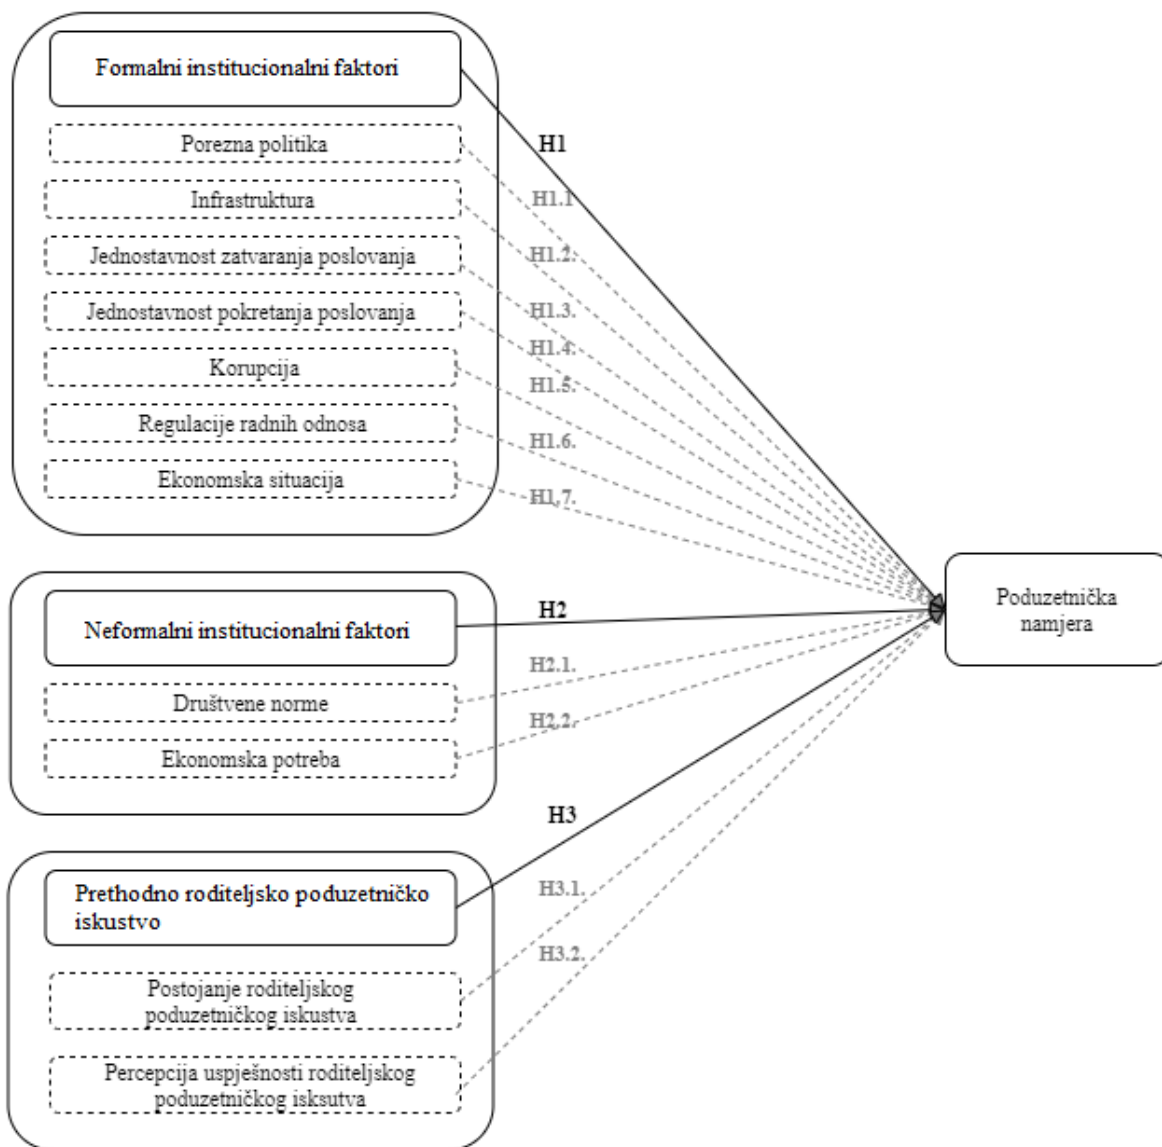 Formalni institucionalni faktori
Porezna politika
Infrastruktura
Jednostavnost zatvaranja poslovanja
Jednostavnost pokretanja poslovanja
Korupcija
Regulacije radnih odnosa
Ekonomska situacija
H1
H1.1
H1.2.
H1.3.
H1.4.
H1.5.
H1.6.
H1.7.
Neformalni institucionalni faktori
Društvene norme
Ekonomska potreba
H2
H2.1.
H2.2.
Prethodno roditeljsko poduzetničko
iskustvo
Postojanje roditeljskog
poduzetničkog iskustva
Percepcija uspješnosti roditeljskog
poduzetničkog isksutva
H3
H3.1.
H3.2.
Poduzetnička
namjera